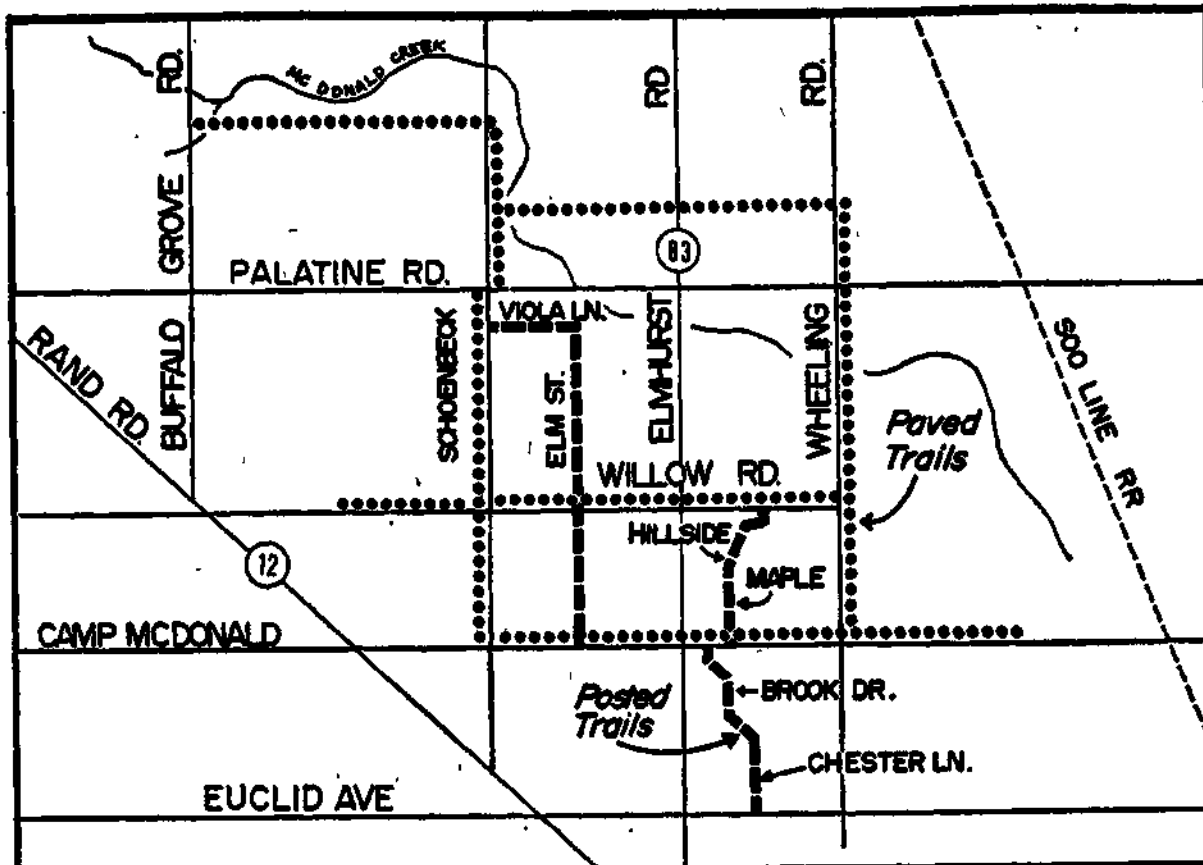 MC DONALD CREEK
BUFFALO GROVE RD.
RD
RD.
83
PALATINE RD.
VIOLA LN.
SCHOENBECK
ELM ST.
ELMHURST
WHEELING
SOO LINE RR
RAND RD.
Paved
Trails
WILLOW RD.
HILLSIDE
12
MAPLE
CAMP MCDONALD
Posted
Trails
BROOK DR.
CHESTER LN.
EUCLID AVE